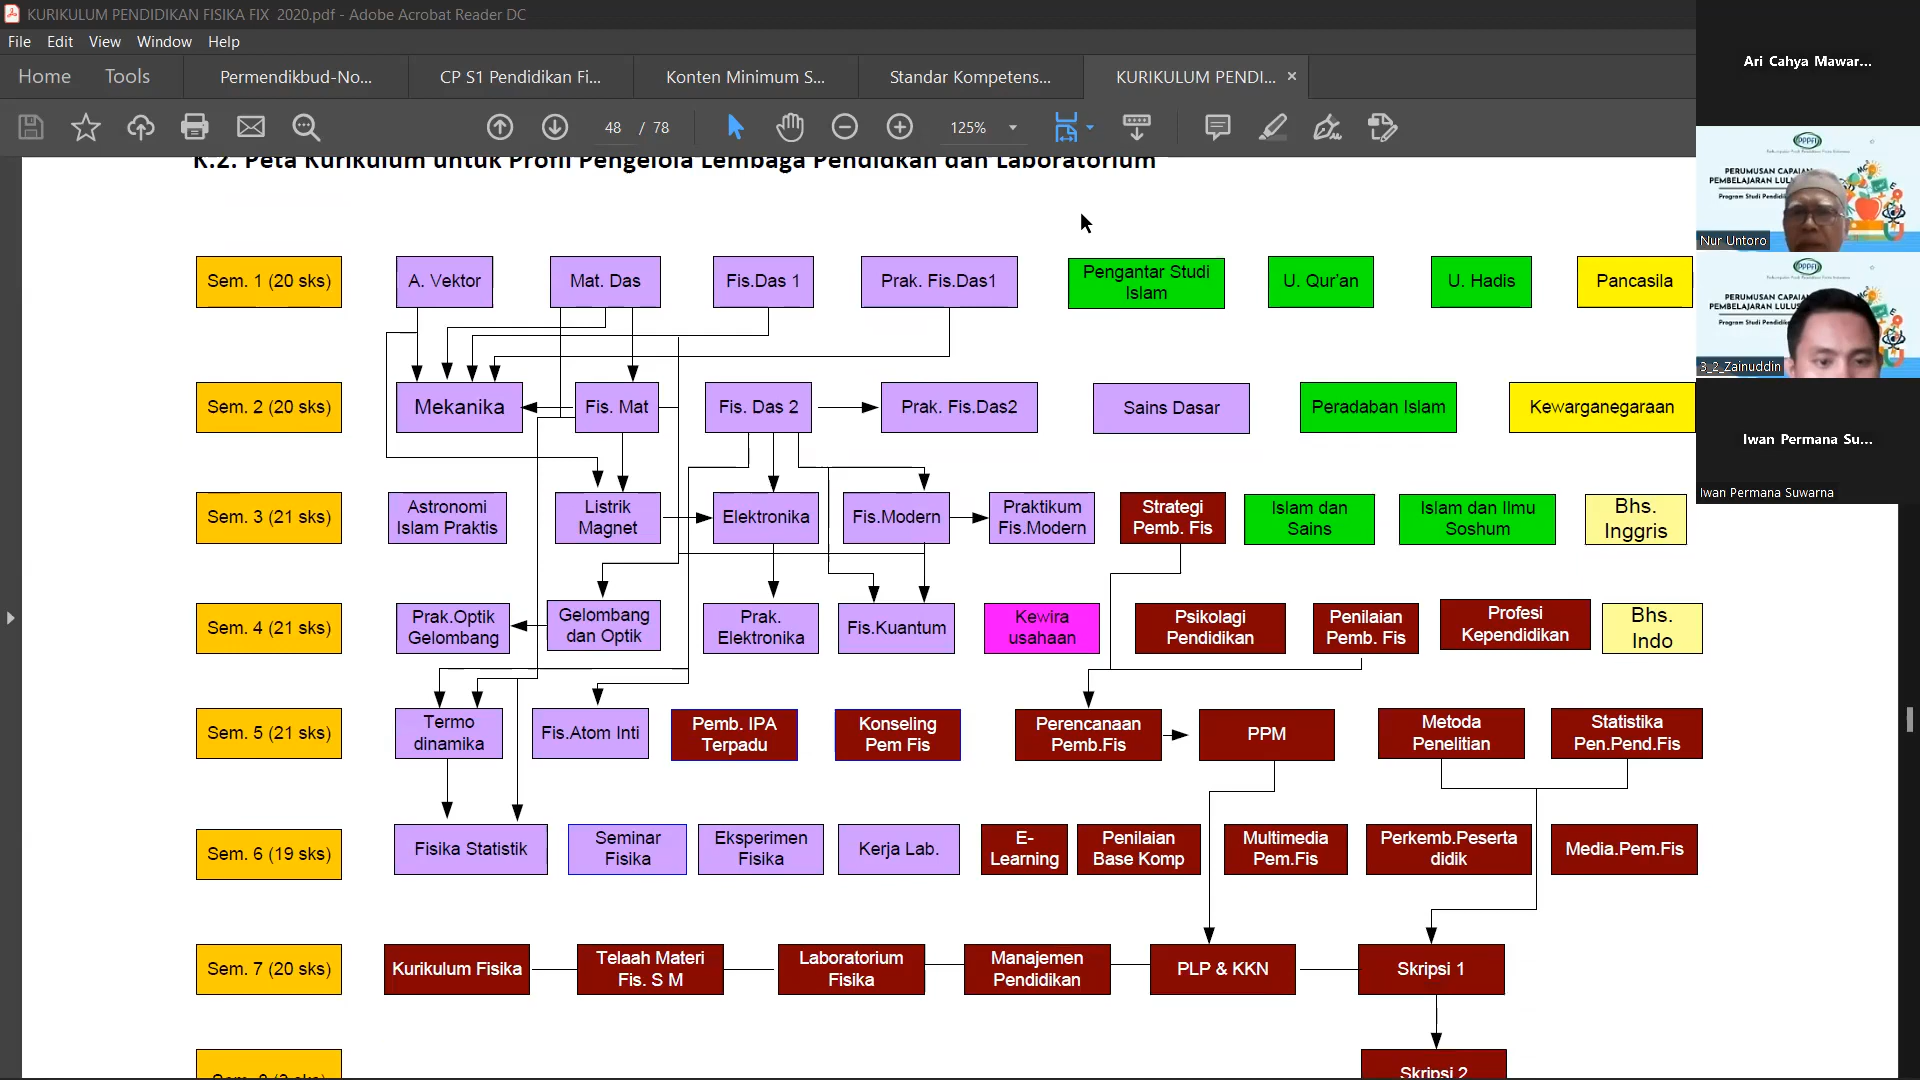 KURIKULUM PENDIDIKAN FISIKA FIX 2020.pdf - Adobe Acrobat Reader DC
File Edit View Window Help
Home Tools Permendikbud-No... CP S1 Pendidikan Fi... Konten Minimum S... Standar Kompetens... KURIKULUM PENDI... ×
48 / 78 125%
K.2. Peta Kurikulum untuk Profil Pengelola Lembaga Pendidkan dan Laboratorium
Sem. 1 (20 sks)
A. Vektor
Mat. Das
Fis.Das 1
Prak. Fis.Das1
Pengantar Studi
Islam
U. Qur'an
U. Hadis
Pancasila
Sem. 2 (20 sks)
Mekanika
Fis. Mat
Fis. Das 2
Prak. Fis.Das2
Sains Dasar
Peradaban Islam
Kewarganegaraan
Sem. 3 (21 sks)
Astronomi
Islam Praktis
Listrik
Magnet
Elektronika
Fis.Modern
Praktikum
Fis.Modern
Strategi
Pemb. Fis
Islam dan
Sains
Islam dan Ilmu
Soshum
Bhs.
Inggris
Sem. 4 (21 sks)
Prak.Optik
Gelombang
Gelombang
dan Optik
Prak.
Elektronika
Fis.Kuantum
Kewira
usahaan
Psikolagi
Pendidikan
Penilaian
Pemb. Fis
Profesi
Kependidikan
Bhs.
Indo
Sem. 5 (21 sks)
Termo
dinamika
Fis.Atom Inti
Pemb. IPA
Terpadu
Konseling
Pem Fis
Perencanaan
Pemb.Fis
PPM
Metoda
Penelitian
Statistika
Pen.Pend.Fis
Sem. 6 (19 sks)
Fisika Statistik
Seminar
Fisika
Eksperimen
Fisika
Kerja Lab.
E-
Learning
Penilaian
Base Komp
Multimedia
Pem.Fis
Perkemb.Peserta
didik
Media.Pem.Fis
Sem. 7 (20 sks)
Kurikulum Fisika
Telaah Materi
Fis. S M
Laboratorium
Fisika
Manajemen
Pendidikan
PLP & KKN
Skripsi 1
Skripsi 2
Ari Cahya Mawar...
PERUMUSAN CAPAIAN
PEMBELAJARAN LULUS
Program Studi Pendidik
Nur Untoro
PERUMUSAN CAPA
PEMBELAJARAN LULUS
Program Studi Pendidik
3_2_Zainuddin
Iwan Permana Su...
Iwan Permana Suwarna